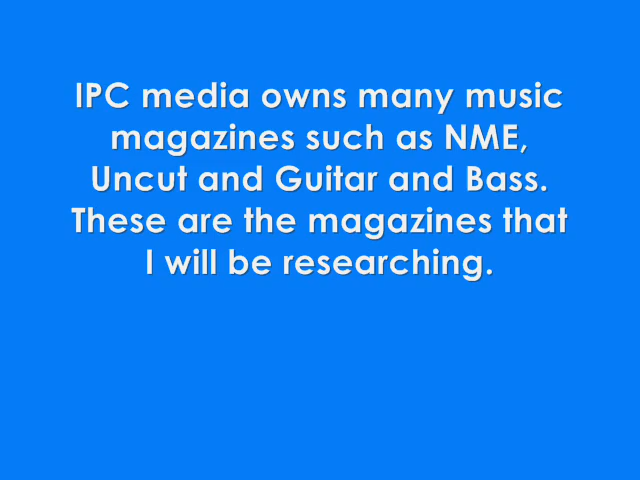 IPC media owns many music
magazines such as NME,
Uncut and Guitar and Bass.
These are the magazines that
I will be researching.